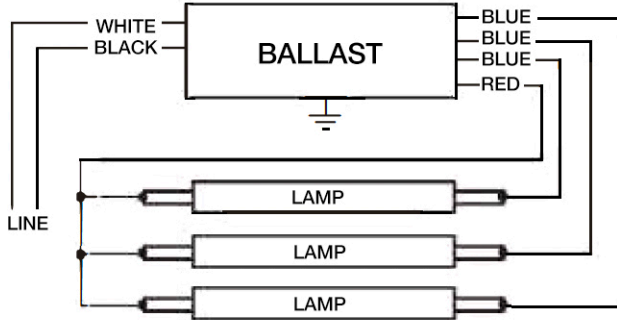 WHITE
BLACK
BALLAST
BLUE
BLUE
BLUE
RED
LINE
LAMP
LAMP
LAMP